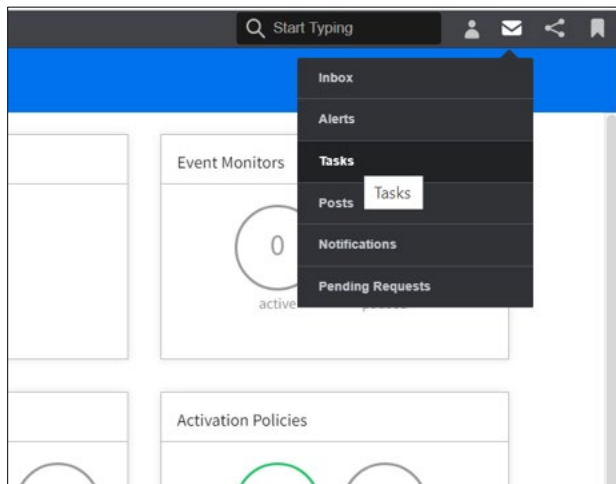 Start Typing
Inbox
Alerts
Event Monitors
Tasks
Tasks
Posts
0
Notifications
Pending Requests
active
Activation Policies